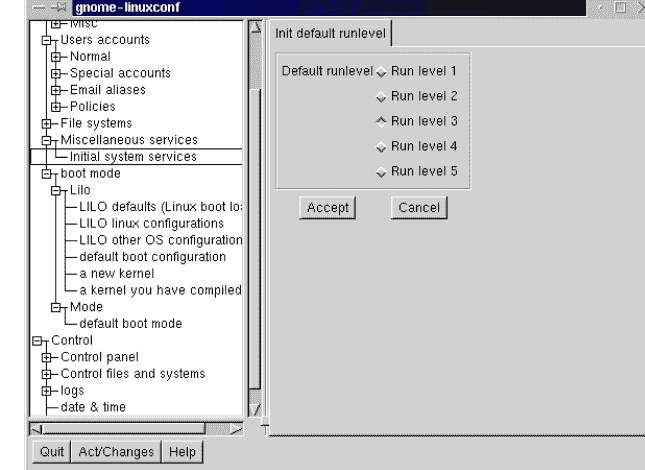 gnome-linuxconf
Misc
Users accounts
Normal
Special accounts
Email aliases
Policies
File systems
Miscellaneous services
Initial system services
boot mode
Lilo
LILO defaults (Linux boot lo
LILO linux configurations
LILO other OS configuration
default boot configuration
a new kernel
a kernel you have compiled
Mode
default boot mode
Control
Control panel
Control files and systems
logs
date & time
Quit
Act/Changes
Help
Init default runlevel
Default runlevel
Run level 1
Run level 2
Run level 3
Run level 4
Run level 5
Accept
Cancel